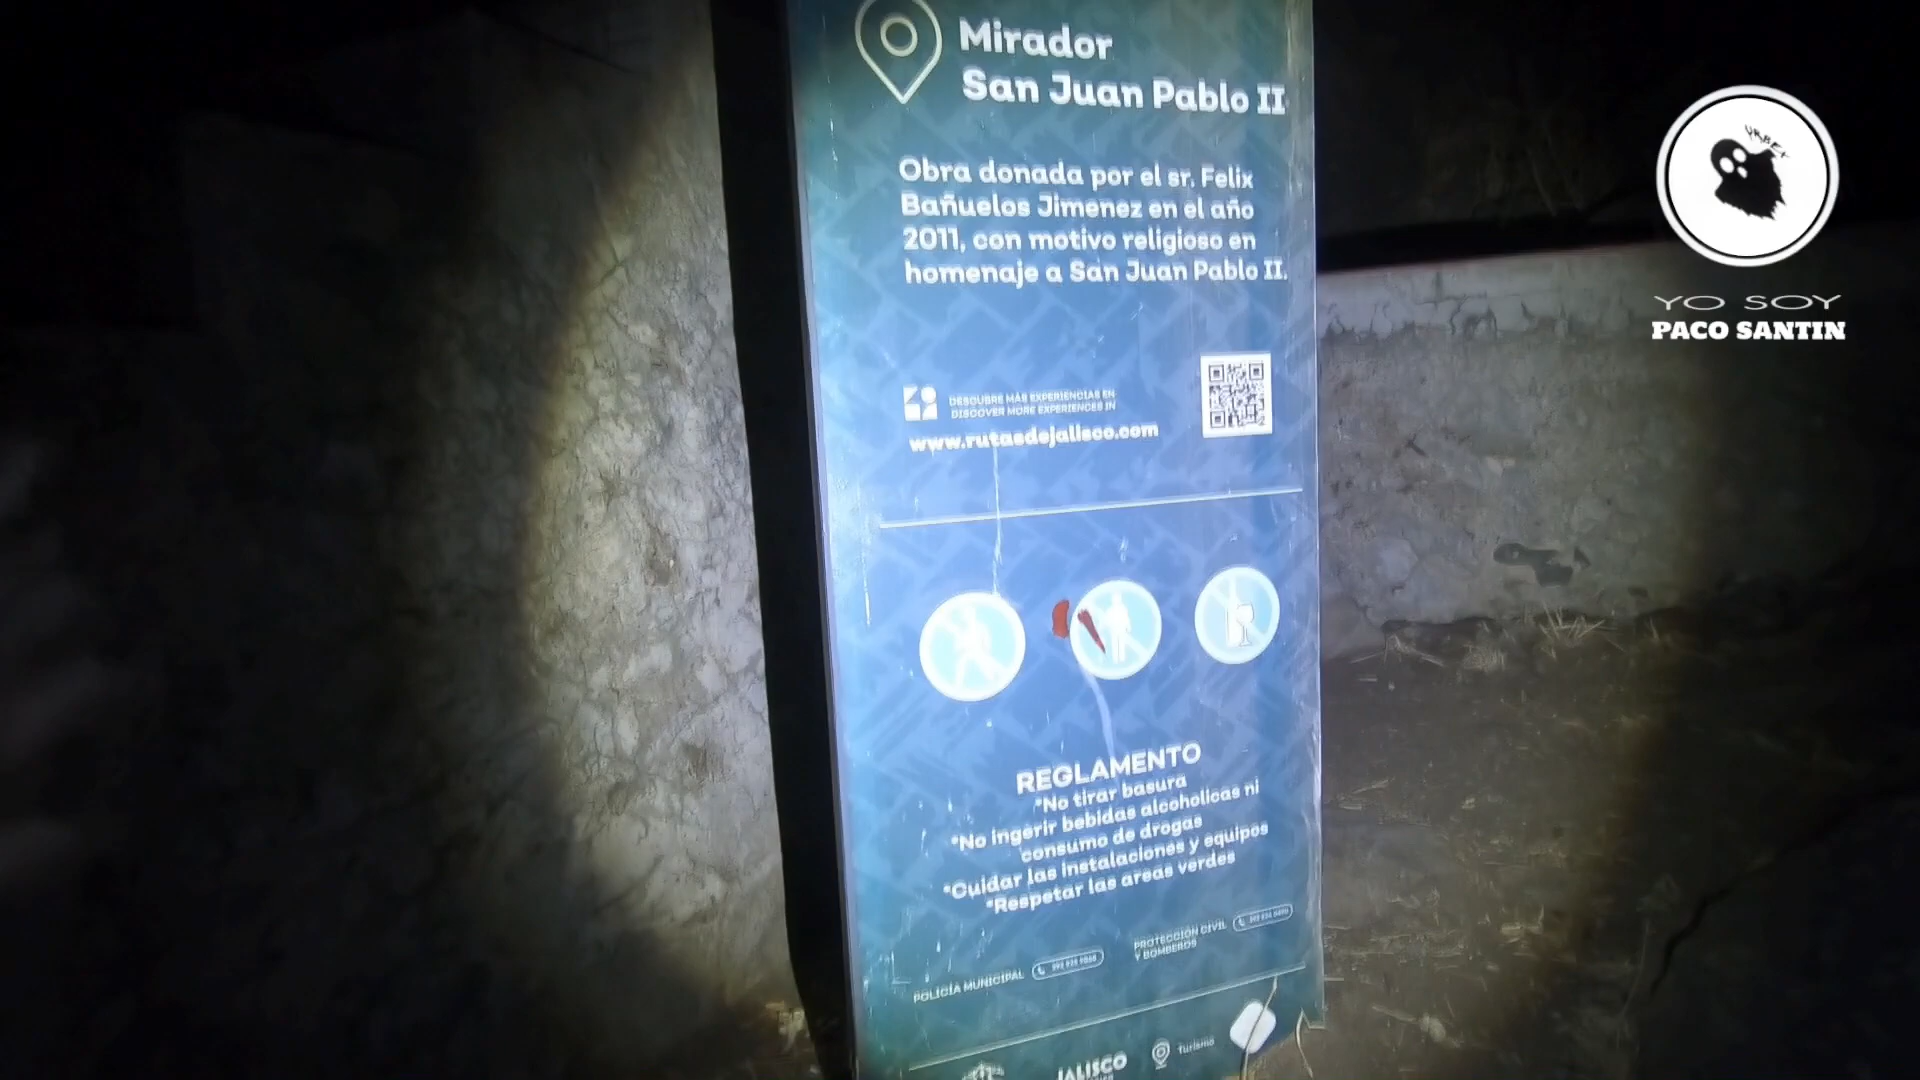 Mirador
San Juan Pablo II
Obra donada por el sr. Felix
Bañuelos Jimenez en el año
2011, con motivo religioso en
homenaje a San Juan Pablo II.
DESCUBRE MÁS EXPERIENCIAS EN
DISCOVER MORE EXPERIENCES IN
www.rutasdejalisco.com
REGLAMENTO
*No tirar basura
*No ingerir bebidas alcoholicas ni
consumo de drogas
*Cuidar las instalaciones y equipos
*Respetar las areas verdes
POLICÍA MUNICIPAL
PROTECCIÓN CIVIL
Y BOMBEROS
JALISCO
Turismo
URBEX
YO SOY
PACO SANTIN